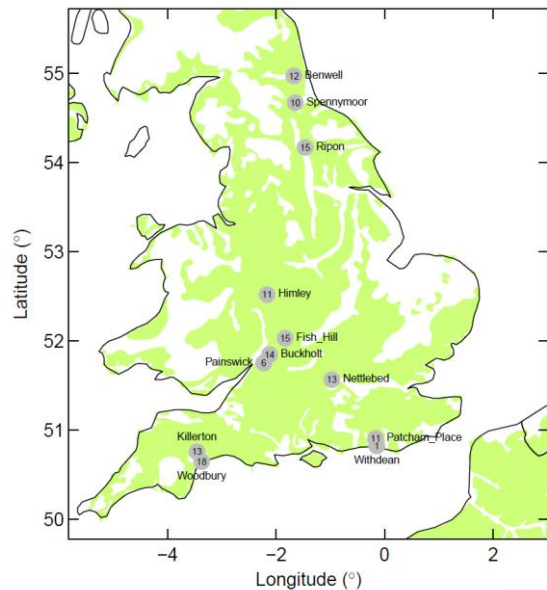 55
12 Benwell
10 Spennymoor
15 Ripon
54
53
11 Himley
52
15 Fish_Hill
14 Buckholt
Painswick 6
13 Nettlebed
51
Killerton
11 Patcham_Place
1
13
Withdean
18
Woodbury
50
−4 −2 0 2
Longitude (°)
Latitude (°)